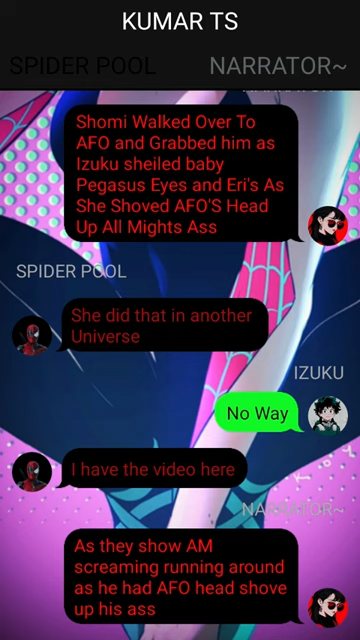 KUMAR TS
SPIDER POOL
NARRATOR~
Shomi Walked Over To
AFO and Grabbed him as
Izuku sheiled baby
Pegasus Eyes and Eri's As
She Shoved AFO'S Head
Up All Mights Ass
SPIDER POOL
She did that in another
Universe
IZUKU
No Way
I have the video here
NARRATOR~
As they show AM
screaming running around
as he had AFO head shove
up his ass